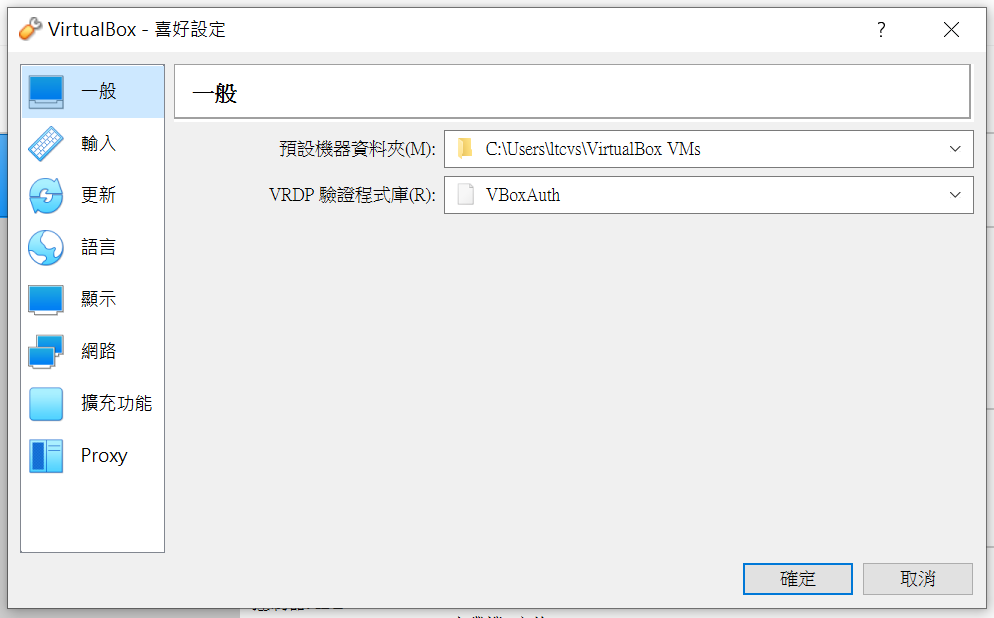 VirtualBox - 喜好設定
一般
輸入
更新
語言
顯示
網路
擴充功能
Proxy
一般
預設機器資料夾(M): C:\Users\ltcvs\VirtualBox VMs
VRDP 驗證程式庫(R): VBoxAuth
確定 取消